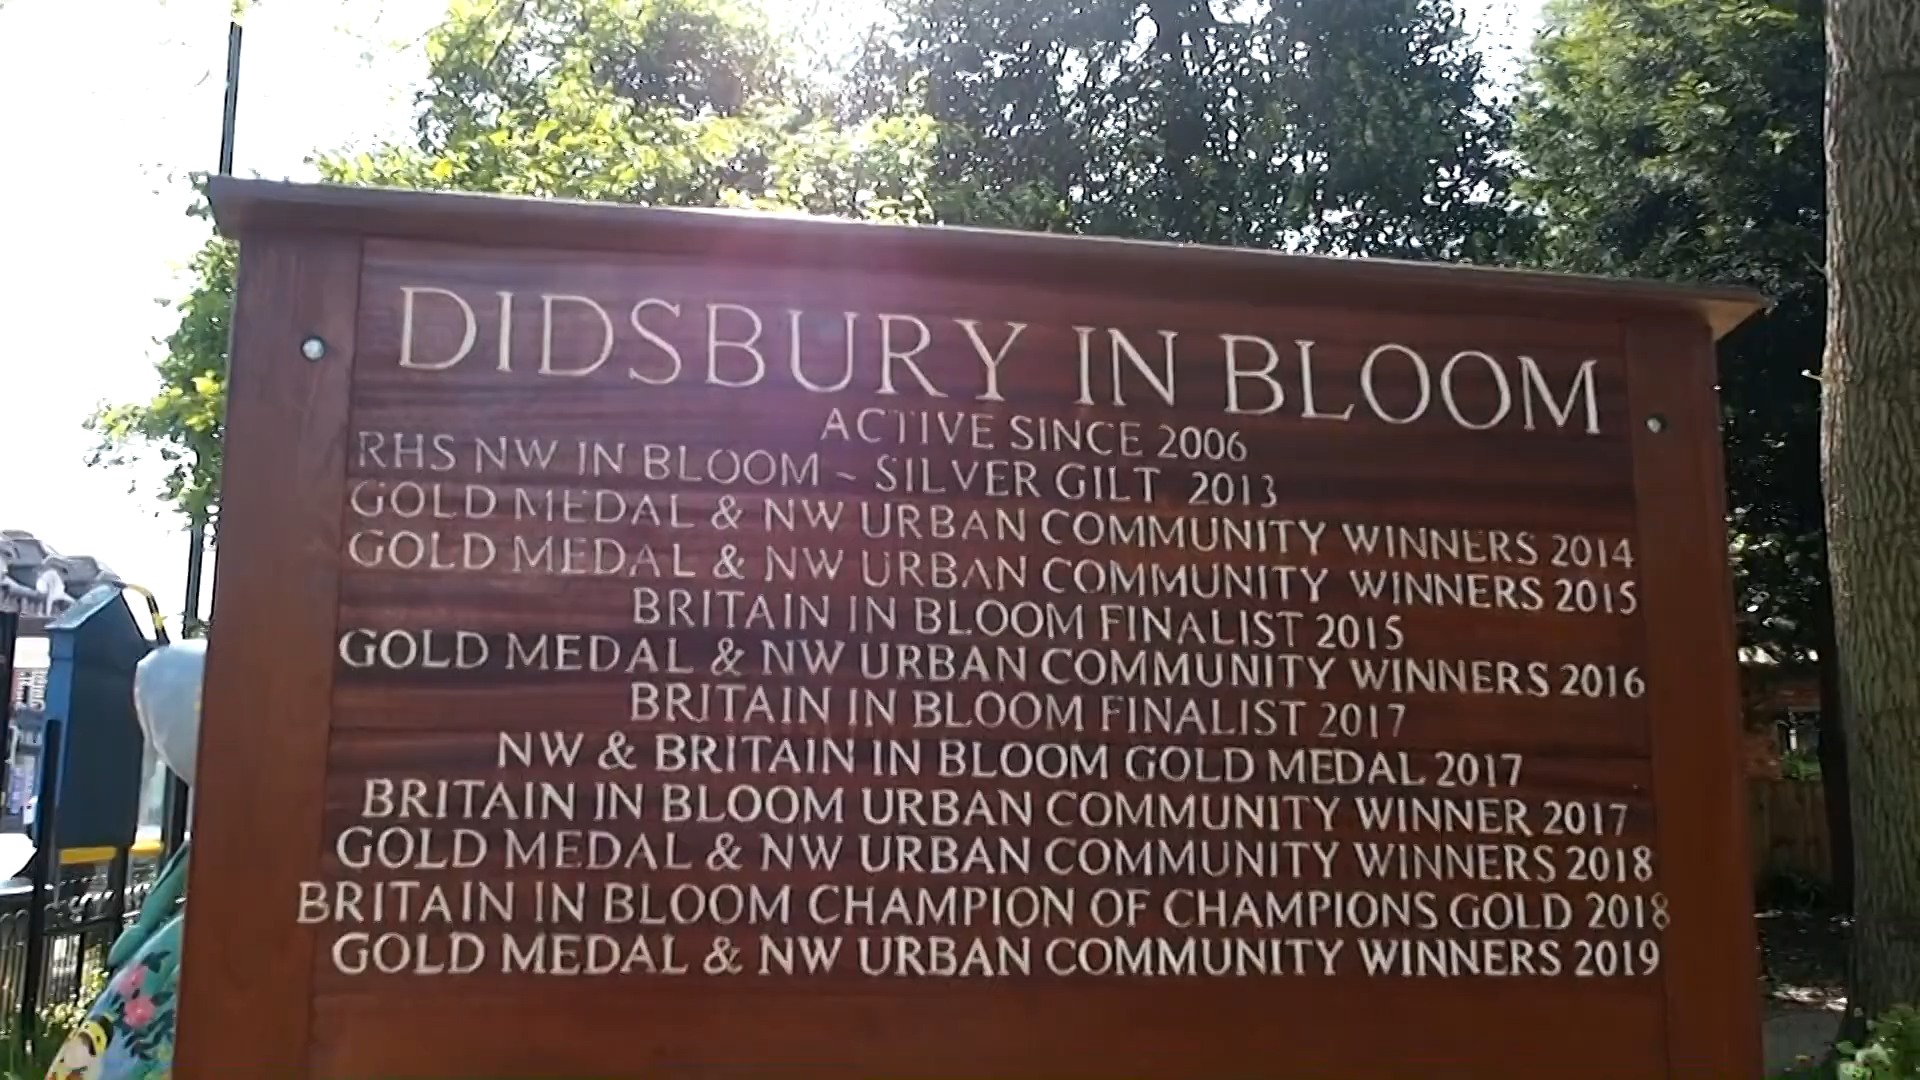 DIDSBURY IN BLOOM
ACTIVE SINCE 2006
RHS NW IN BLOOM ~ SILVER GILT 2013
GOLD MEDAL & NW URBAN COMMUNITY WINNERS 2014
GOLD MEDAL & NW URBAN COMMUNITY WINNERS 2015
BRITAIN IN BLOOM FINALIST 2015
GOLD MEDAL & NW URBAN COMMUNITY WINNERS 2016
BRITAIN IN BLOOM FINALIST 2017
NW & BRITAIN IN BLOOM GOLD MEDAL 2017
BRITAIN IN BLOOM URBAN COMMUNITY WINNER 2017
GOLD MEDAL & NW URBAN COMMUNITY WINNERS 2018
BRITAIN IN BLOOM CHAMPION OF CHAMPIONS GOLD 2018
GOLD MEDAL & NW URBAN COMMUNITY WINNERS 2019